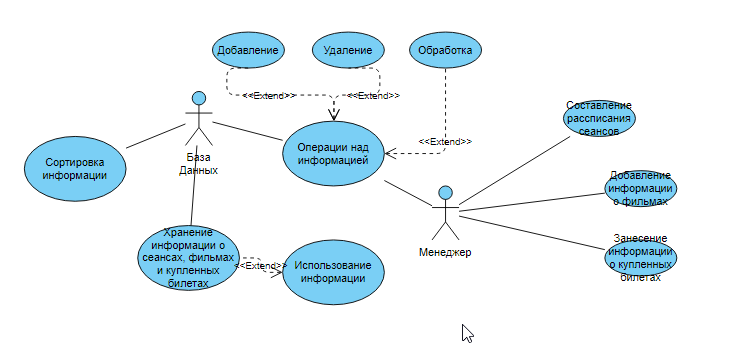 Добавление
Удаление
Обработка
<<Extend>>
<<Extend>>
Составление
рассписания
сеансов
<<Extend>>
Операции над
информацией
База
Данных
Сортировка
информации
Добавление
информации
о фильмах
Хранение
информации о
сеансах, фильмах
и купленных
билетах
Менеджер
Занесение
информации
о купленных
билетах
<<Extend>>
Использование
информации